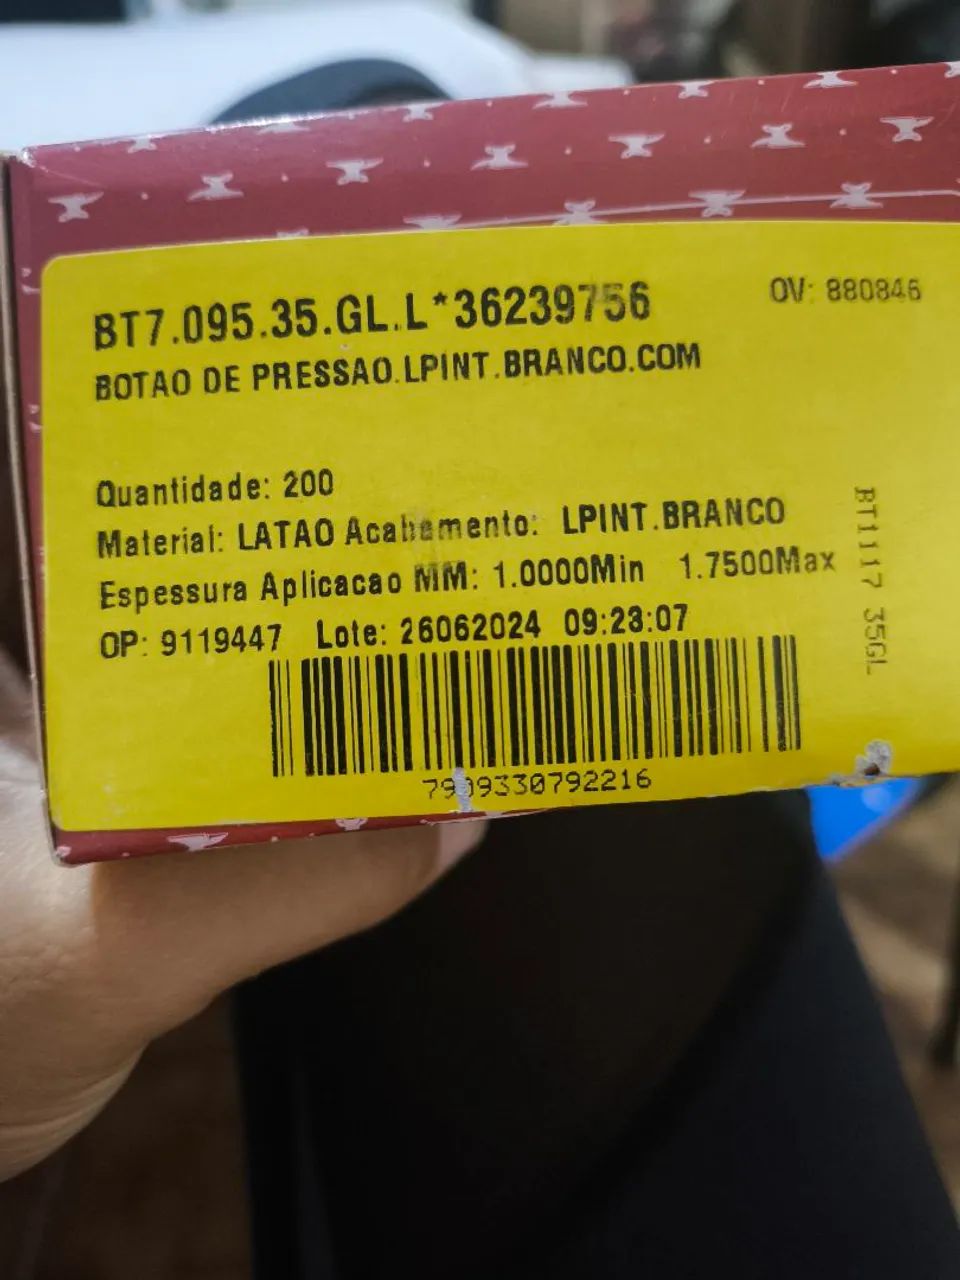 BT7.095.35.GL.L*36239756
OV: 880846
BOTAO DE PRESSAO.LPINT.BRANCO.COM
Quantidade: 200
Material: LATAO Acabamento: LPINT.BRANCO
Espessura Aplicacao MM: 1.0000Min 1.7500Max
OP: 9119447 Lote: 26062024 09:23:07
7909330792216
BT1117 35GL